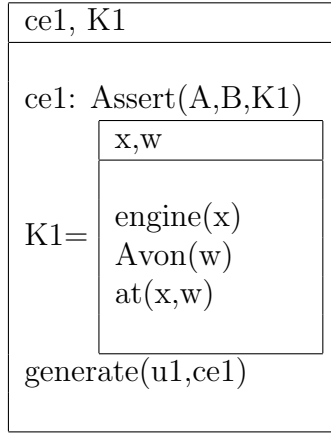 ce1, K1
ce1: Assert(A,B,K1)
x,w
K1=
engine(x)
Avon(w)
at(x,w)
generate(u1,ce1)